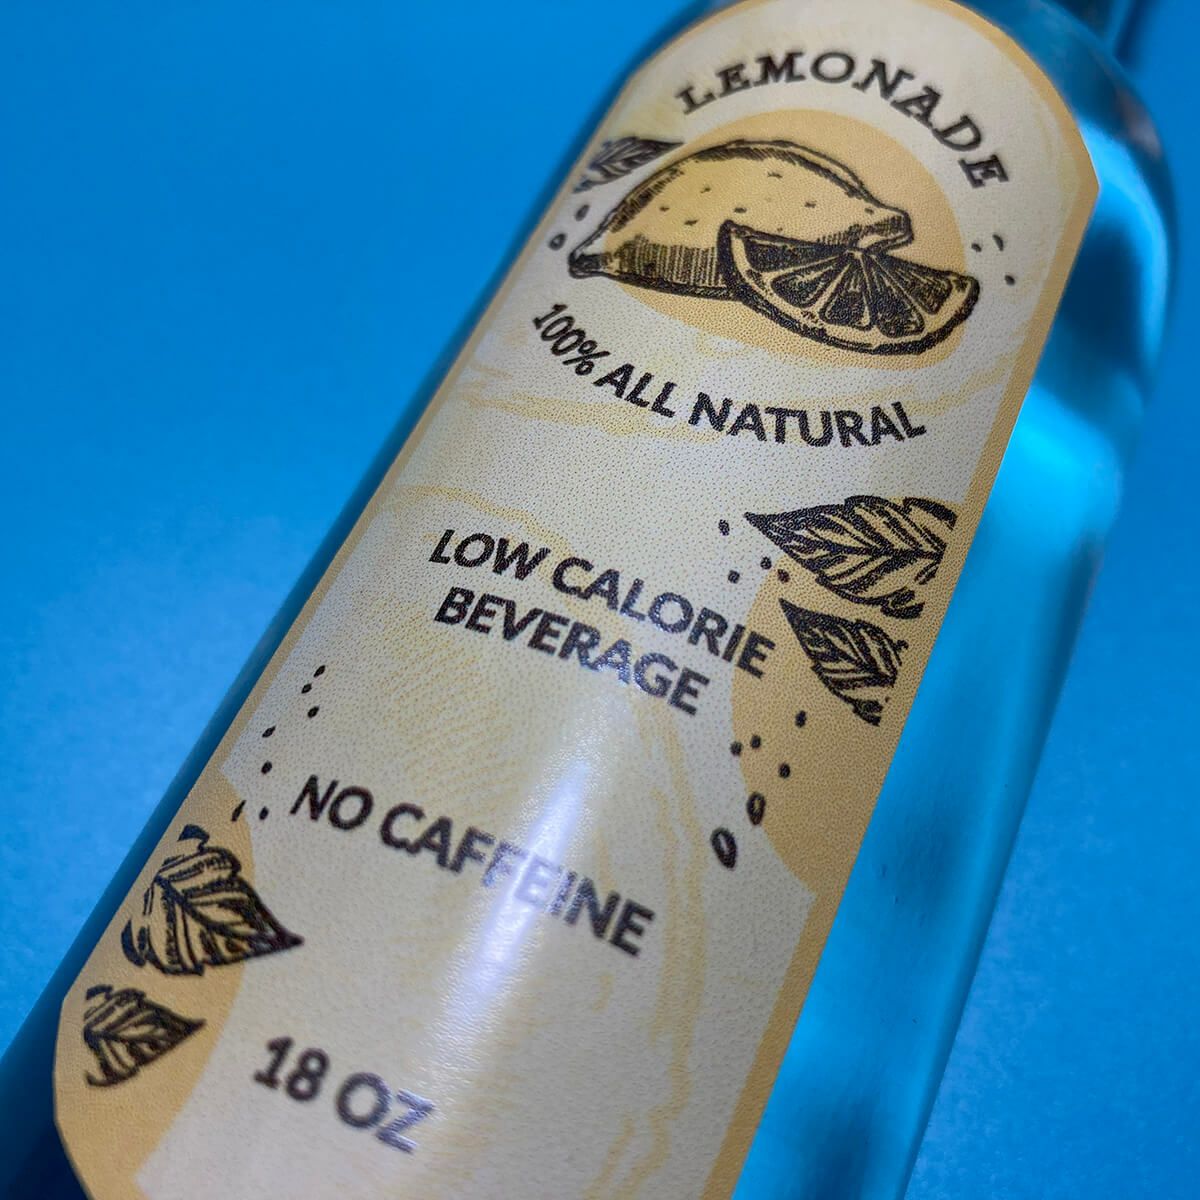 LEMONADE
100% ALL NATURAL
LOW CALORIE
BEVERAGE
NO CAFFEINE
18 OZ